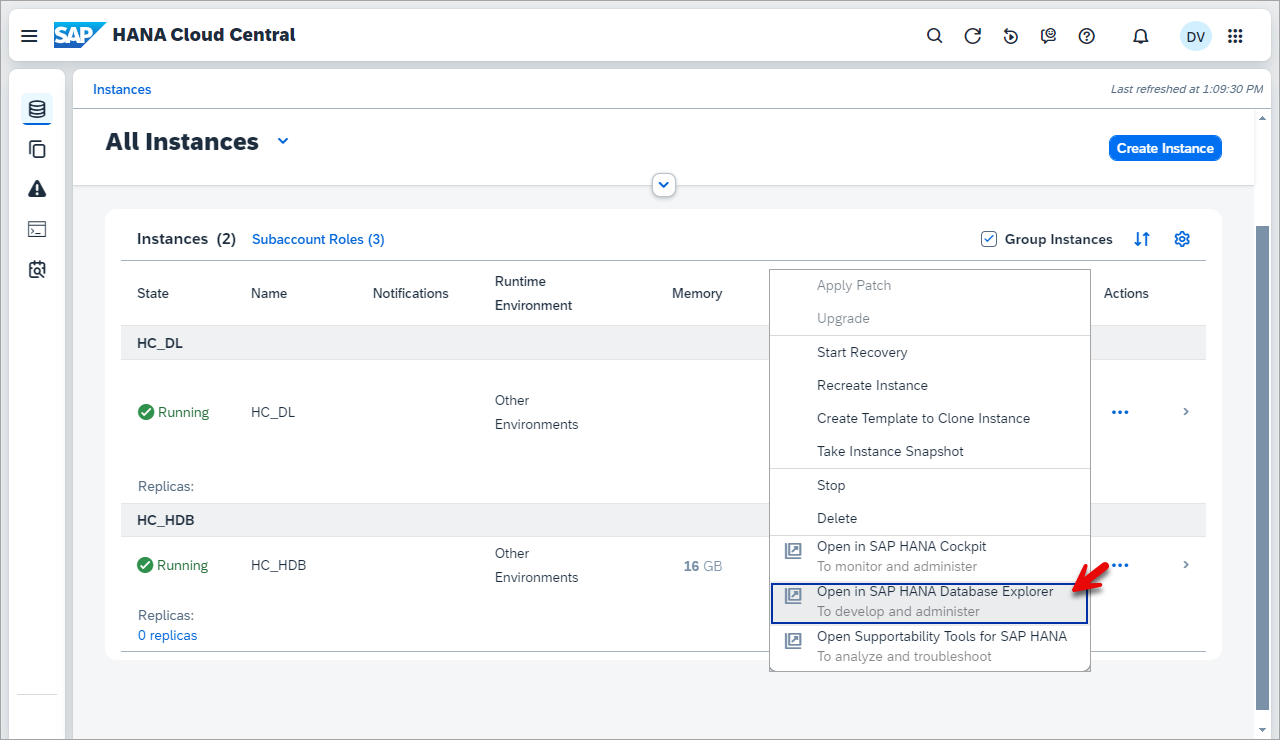 SAP HANA Cloud Central
DV
Instances
Last refreshed at 1:09:30 PM
All Instances
Create Instance
Instances (2) Subaccount Roles (3)
Group Instances
State Name Notifications Runtime Environment Memory Actions
HC_DL
Running HC_DL Other Environments
Replicas:
HC_HDB
Running HC_HDB Other Environments 16 GB
Replicas:
0 replicas
Apply Patch
Upgrade
Start Recovery
Recreate Instance
Create Template to Clone Instance
Take Instance Snapshot
Stop
Delete
Open in SAP HANA Cockpit
To monitor and administer
Open in SAP HANA Database Explorer
To develop and administer
Open Supportability Tools for SAP HANA
To analyze and troubleshoot